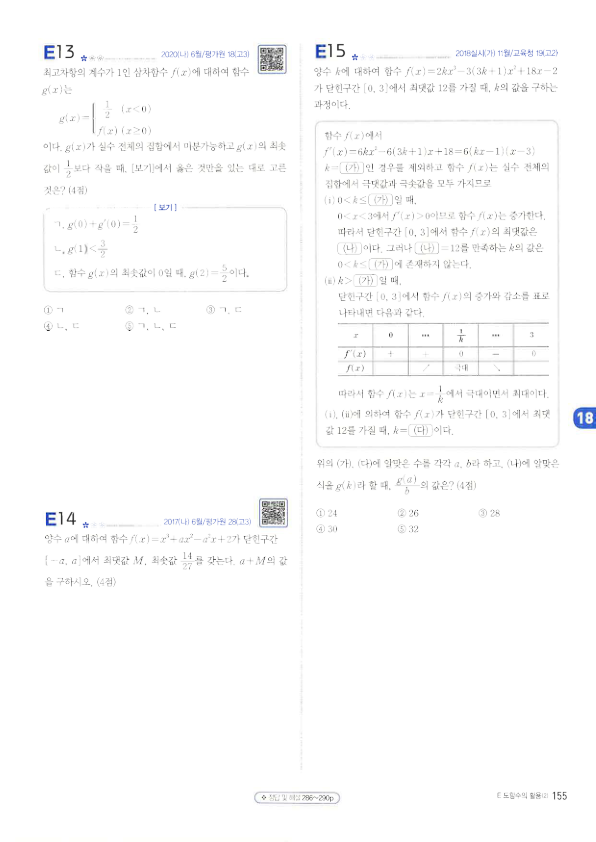 E13
2020(나) 6월/평가원 18(고3)
최고차항의 계수가 1인 삼차함수 f(x)에 대하여 함수
g(x)는
g(x)={ 1/2 (x<0)
f(x) (x≥0)
이다. g(x)가 실수 전체의 집합에서 미분가능하고 g(x)의 최솟
값이 1/2보다 작을 때, [보기]에서 옳은 것만을 있는 대로 고른
것은? (4점)
[보기]
ㄱ. g(0)+g′(0)=1/2
ㄴ. g(1)<3/2
ㄷ. 함수 g(x)의 최솟값이 0일 때, g(2)=5/2이다.
① ㄱ ② ㄱ, ㄴ ③ ㄱ, ㄷ
④ ㄴ, ㄷ ⑤ ㄱ, ㄴ, ㄷ
E14
2017(나) 6월/평가원 28(고3)
양수 a에 대하여 함수 f(x)=x³+ax²-a²x+2가 닫힌구간
[-a, a]에서 최댓값 M, 최솟값 14/27를 갖는다. a+M의 값
을 구하시오. (4점)
E15
2018실시(가) 11월/교육청 19(고2)
양수 k에 대하여 함수 f(x)=2kx³-3(3k+1)x²+18x-2
가 닫힌구간 [0, 3]에서 최댓값 12를 가질 때, k의 값을 구하는
과정이다.
함수 f(x)에서
f′(x)=6kx²-6(3k+1)x+18=6(kx-1)(x-3)
k=(가)인 경우를 제외하고 함수 f(x)는 실수 전체의
집합에서 극댓값과 극솟값을 모두 가지므로
(i) 0<k≤(가)일 때,
0<x<3에서 f′(x)>0이므로 함수 f(x)는 증가한다.
따라서 닫힌구간 [0, 3]에서 함수 f(x)의 최댓값은
(나)이다. 그러나 (나)=12를 만족하는 k의 값은
0<k≤(가)에 존재하지 않는다.
(ii) k>(가)일 때,
닫힌구간 [0, 3]에서 함수 f(x)의 증가와 감소를 표로
나타내면 다음과 같다.
x 0 ⋯ 1/k ⋯ 3
f′(x) + + 0 - 0
f(x) ↗ 극대 ↘
따라서 함수 f(x)는 x=1/k에서 극대이면서 최대이다.
(i), (ii)에 의하여 함수 f(x)가 닫힌구간 [0, 3]에서 최댓
값 12를 가질 때, k=(다)이다.
위의 (가), (다)에 알맞은 수를 각각 a, b라 하고, (나)에 알맞은
식을 g(k)라 할 때, g(a)/b의 값은? (4점)
① 24 ② 26 ③ 28
④ 30 ⑤ 32
18
❖ 정답 및 해설 286~290p
E 도함수의 활용(2) 155